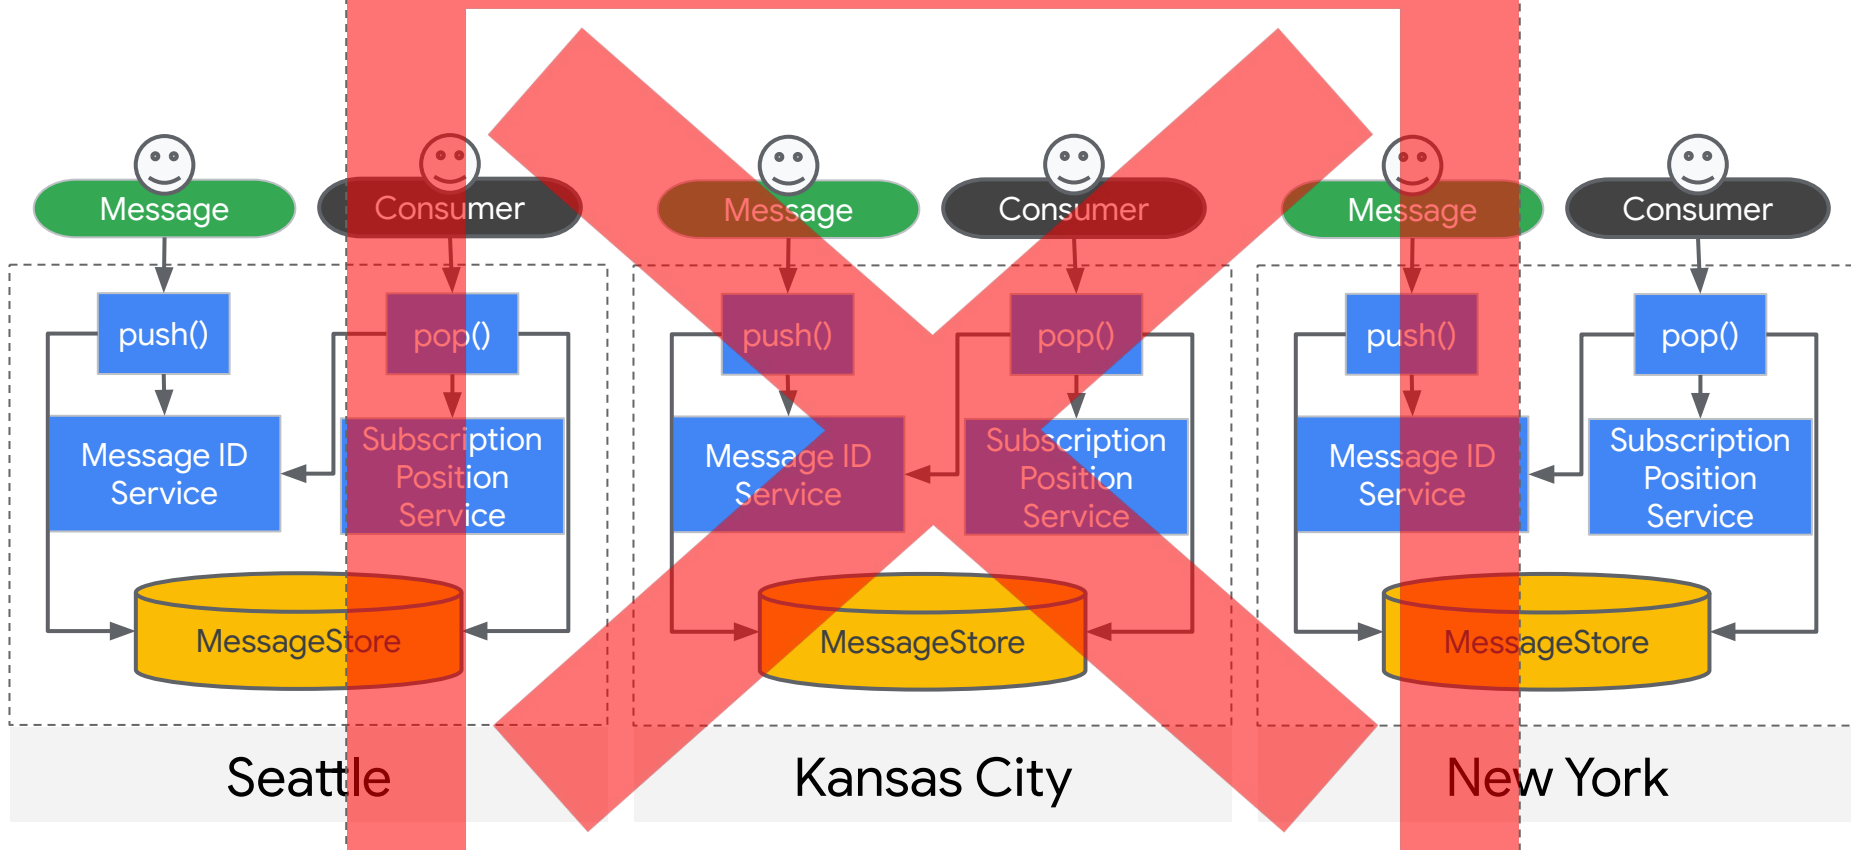 Message
Consumer
Message
Consumer
Message
Consumer
push()
pop()
push()
pop()
push()
pop()
Message ID
Service
Subscription
Position
Service
Message ID
Service
Subscription
Position
Service
Message ID
Service
Subscription
Position
Service
MessageStore
MessageStore
MessageStore
Seattle
Kansas City
New York